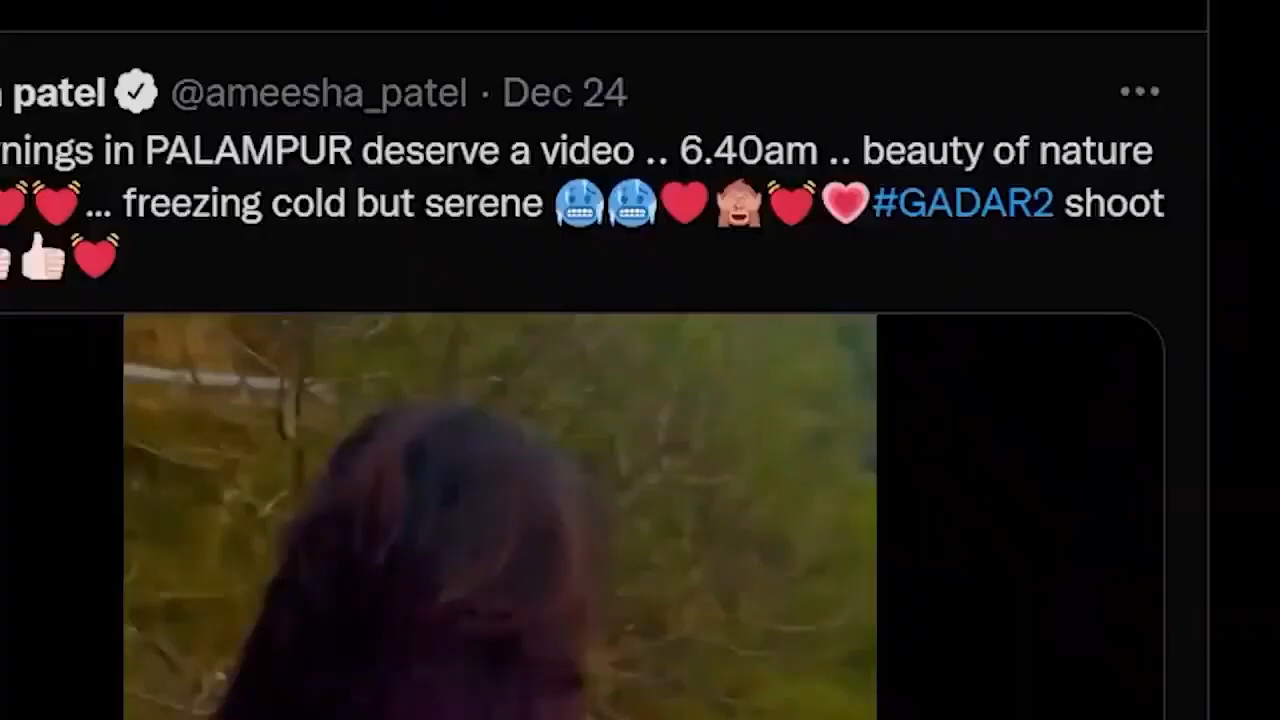 patel @ameesha_patel · Dec 24
nings in PALAMPUR deserve a video .. 6.40am .. beauty of nature
💓💓... freezing cold but serene 🥶🥶❤️🙈💓💗#GADAR2 shoot
👍🏻👍🏻💓